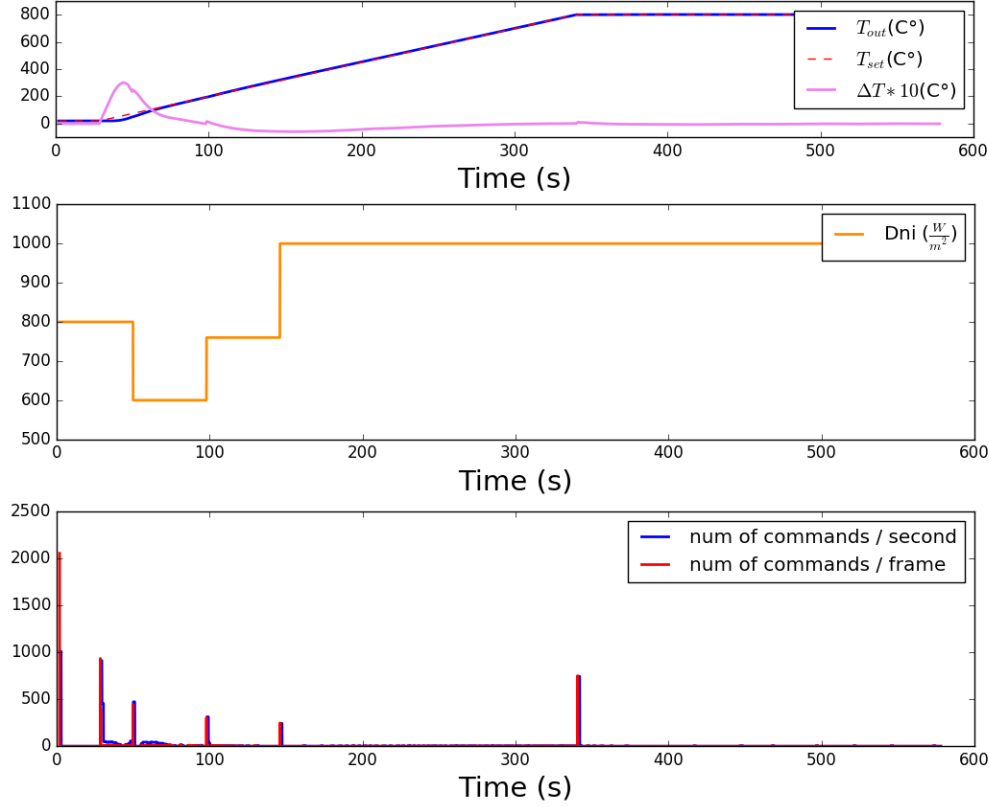 800
600
400
200
0
T_out(C°)
T_set(C°)
ΔT * 10(C°)
0 100 200 300 400 500 600
Time (s)
1100
1000
900
800
700
600
500
Dni (W/m²)
0 100 200 300 400 500 600
Time (s)
2500
2000
1500
1000
500
0
num of commands / second
num of commands / frame
0 100 200 300 400 500 600
Time (s)